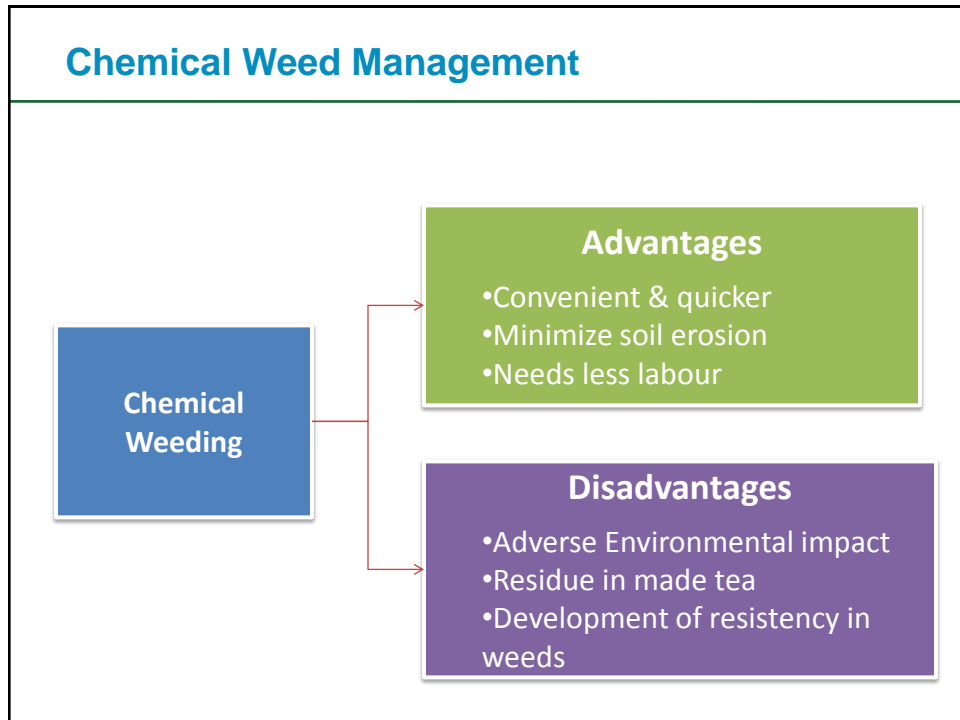 Chemical Weed Management
Chemical
Weeding
Advantages
•Convenient & quicker
•Minimize soil erosion
•Needs less labour
Disadvantages
•Adverse Environmental impact
•Residue in made tea
•Development of resistency in
weeds